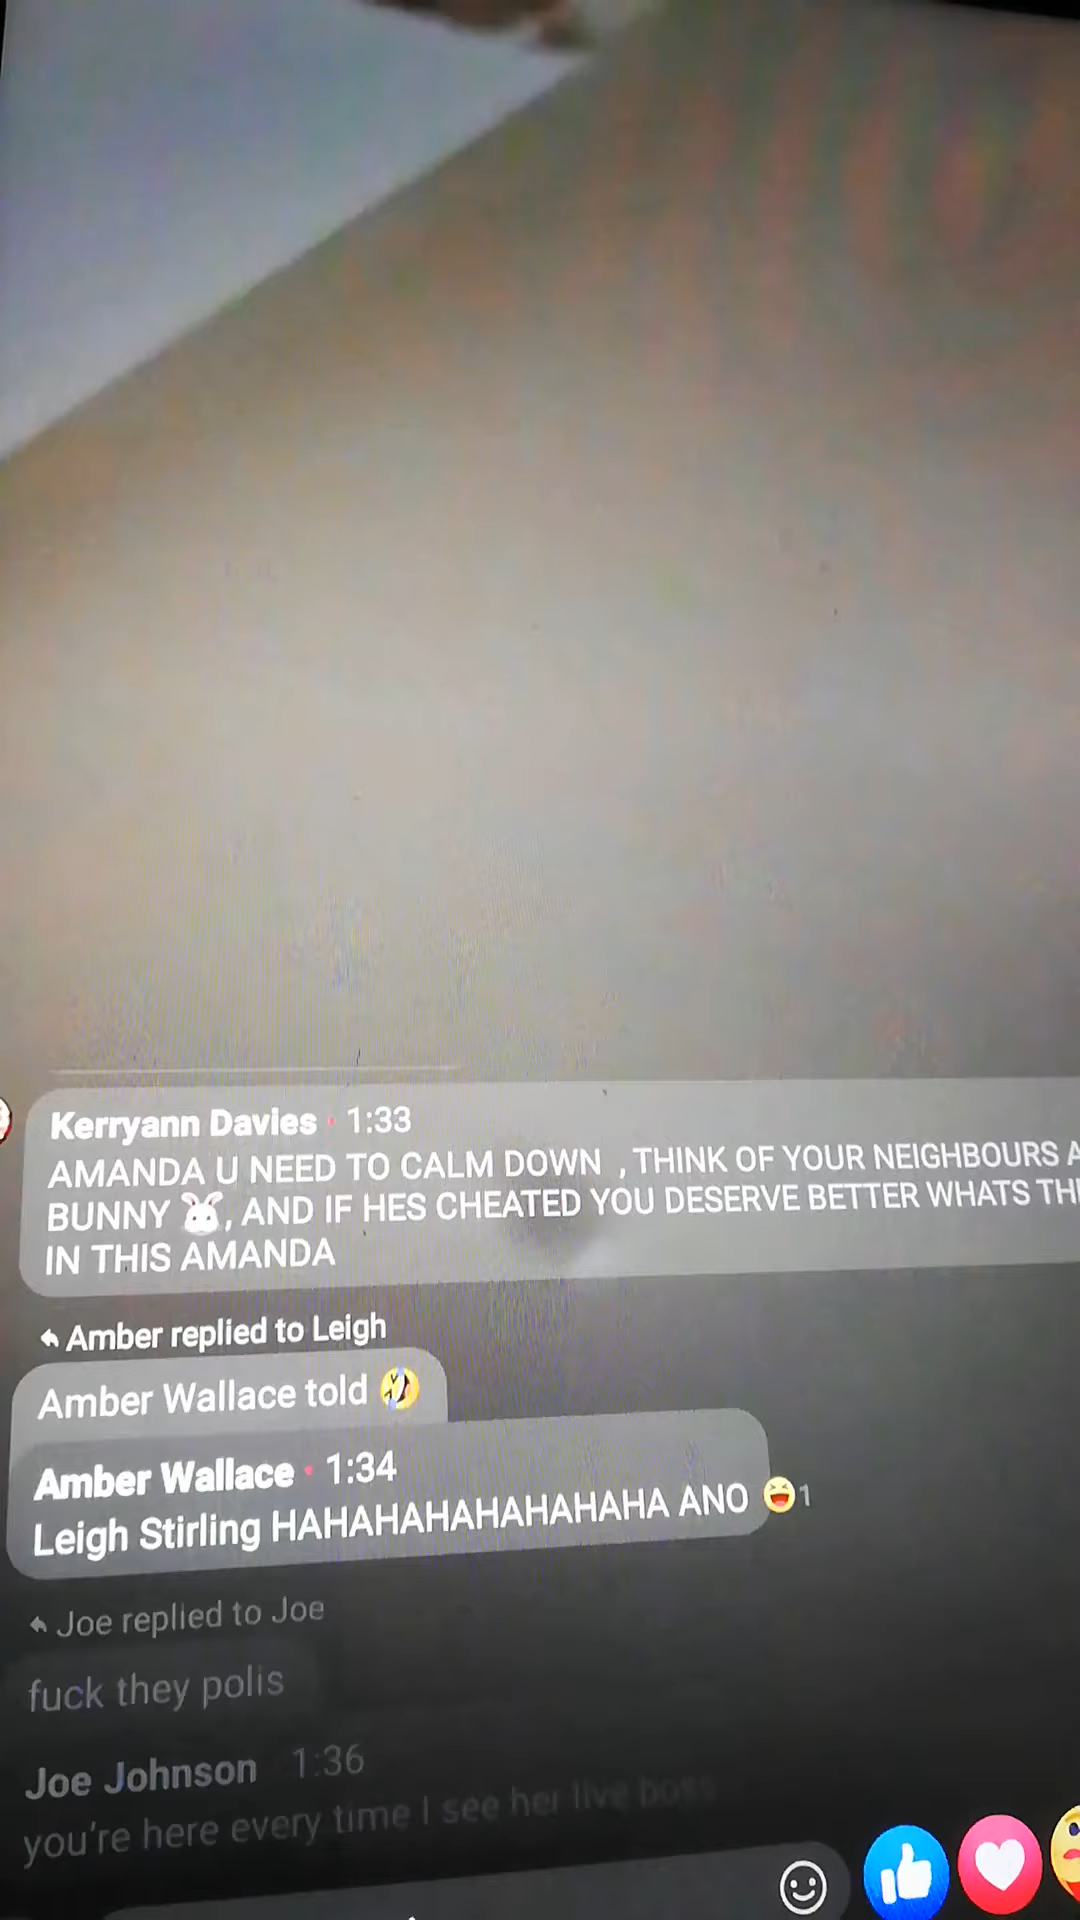 Kerryann Davies · 1:33
AMANDA U NEED TO CALM DOWN , THINK OF YOUR NEIGHBOURS A
BUNNY 🐰, AND IF HES CHEATED YOU DESERVE BETTER WHATS TH
IN THIS AMANDA
Amber replied to Leigh
Amber Wallace told 🤣
Amber Wallace · 1:34
Leigh Stirling HAHAHAHAHAHAHAHA ANO 😆1
Joe replied to Joe
fuck they polis
Joe Johnson 1:36
you're here every time I see her live boss